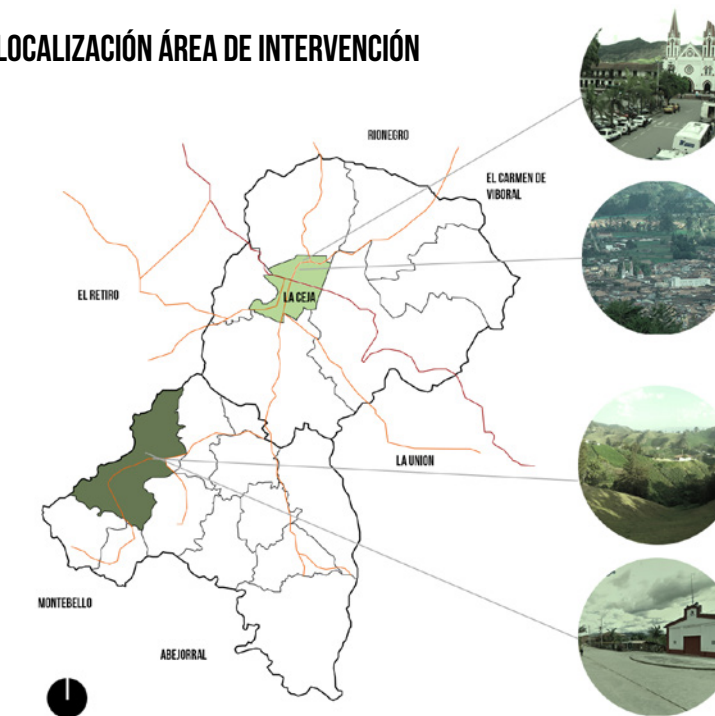 LOCALIZACIÓN ÁREA DE INTERVENCIÓN
RIONEGRO
EL CARMEN DE
VIBORAL
EL RETIRO
LA CEJA
LA UNION
MONTEBELLO
ABEJORRAL